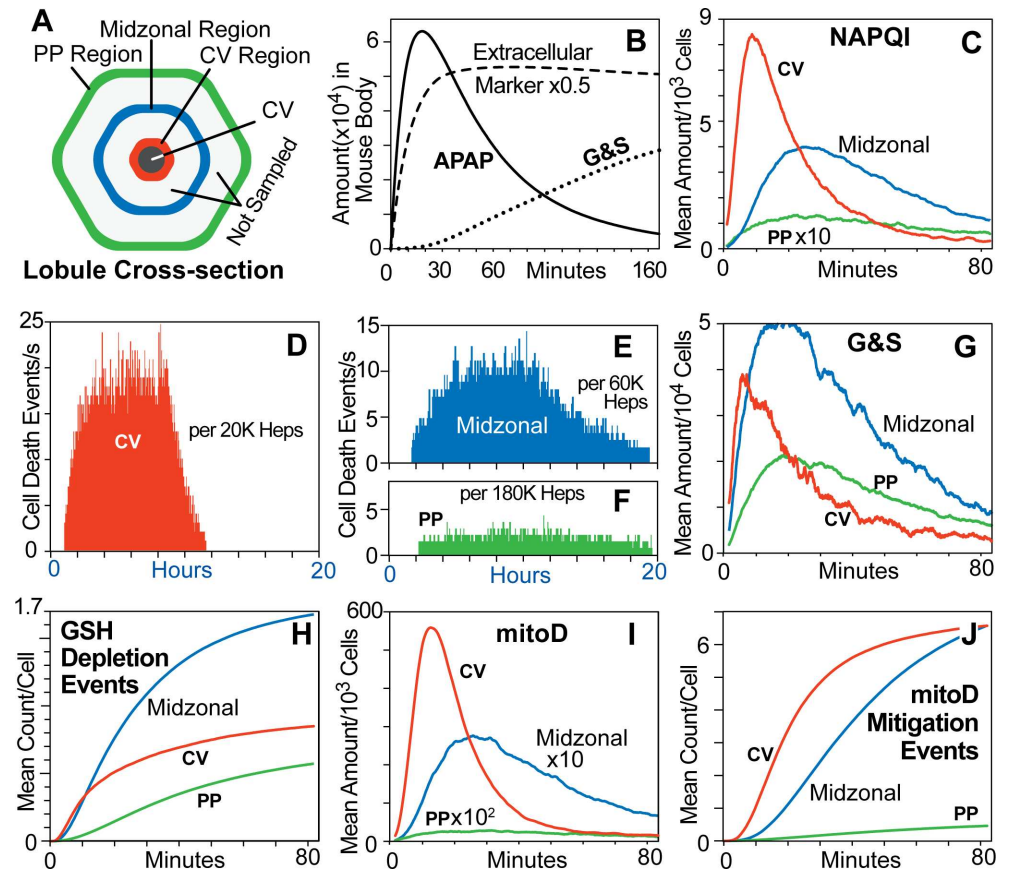 A
Midzonal Region
PP Region
CV Region
CV
Not Sampled
Lobule Cross-section
B
Amount(x10⁴) in
Mouse Body
6
0
Extracellular
Marker x0.5
APAP
G&S
0
30
60
Minutes
160
C
NAPQI
Mean Amount/10³ Cells
9
5
0
CV
Midzonal
PP x10
0
Minutes
80
D
Cell Death Events/s
25
0
CV
per 20K Heps
0
Hours
20
E
Cell Death Events/s
15
10
5
0
Midzonal
per 60K
Heps
F
per 180K Heps
5
0
PP
0
Hours
20
G
G&S
Mean Amount/10⁴ Cells
5
0
Midzonal
PP
CV
0
Minutes
80
H
GSH
Depletion
Events
Mean Count/Cell
1.7
0
Midzonal
CV
PP
0
Minutes
80
I
mitoD
Mean Amount/10³ Cells
600
0
CV
Midzonal
x10
PPx10²
0
Minutes
80
J
mitoD
Mitigation
Events
Mean Count/Cell
6
0
CV
Midzonal
PP
0
Minutes
80